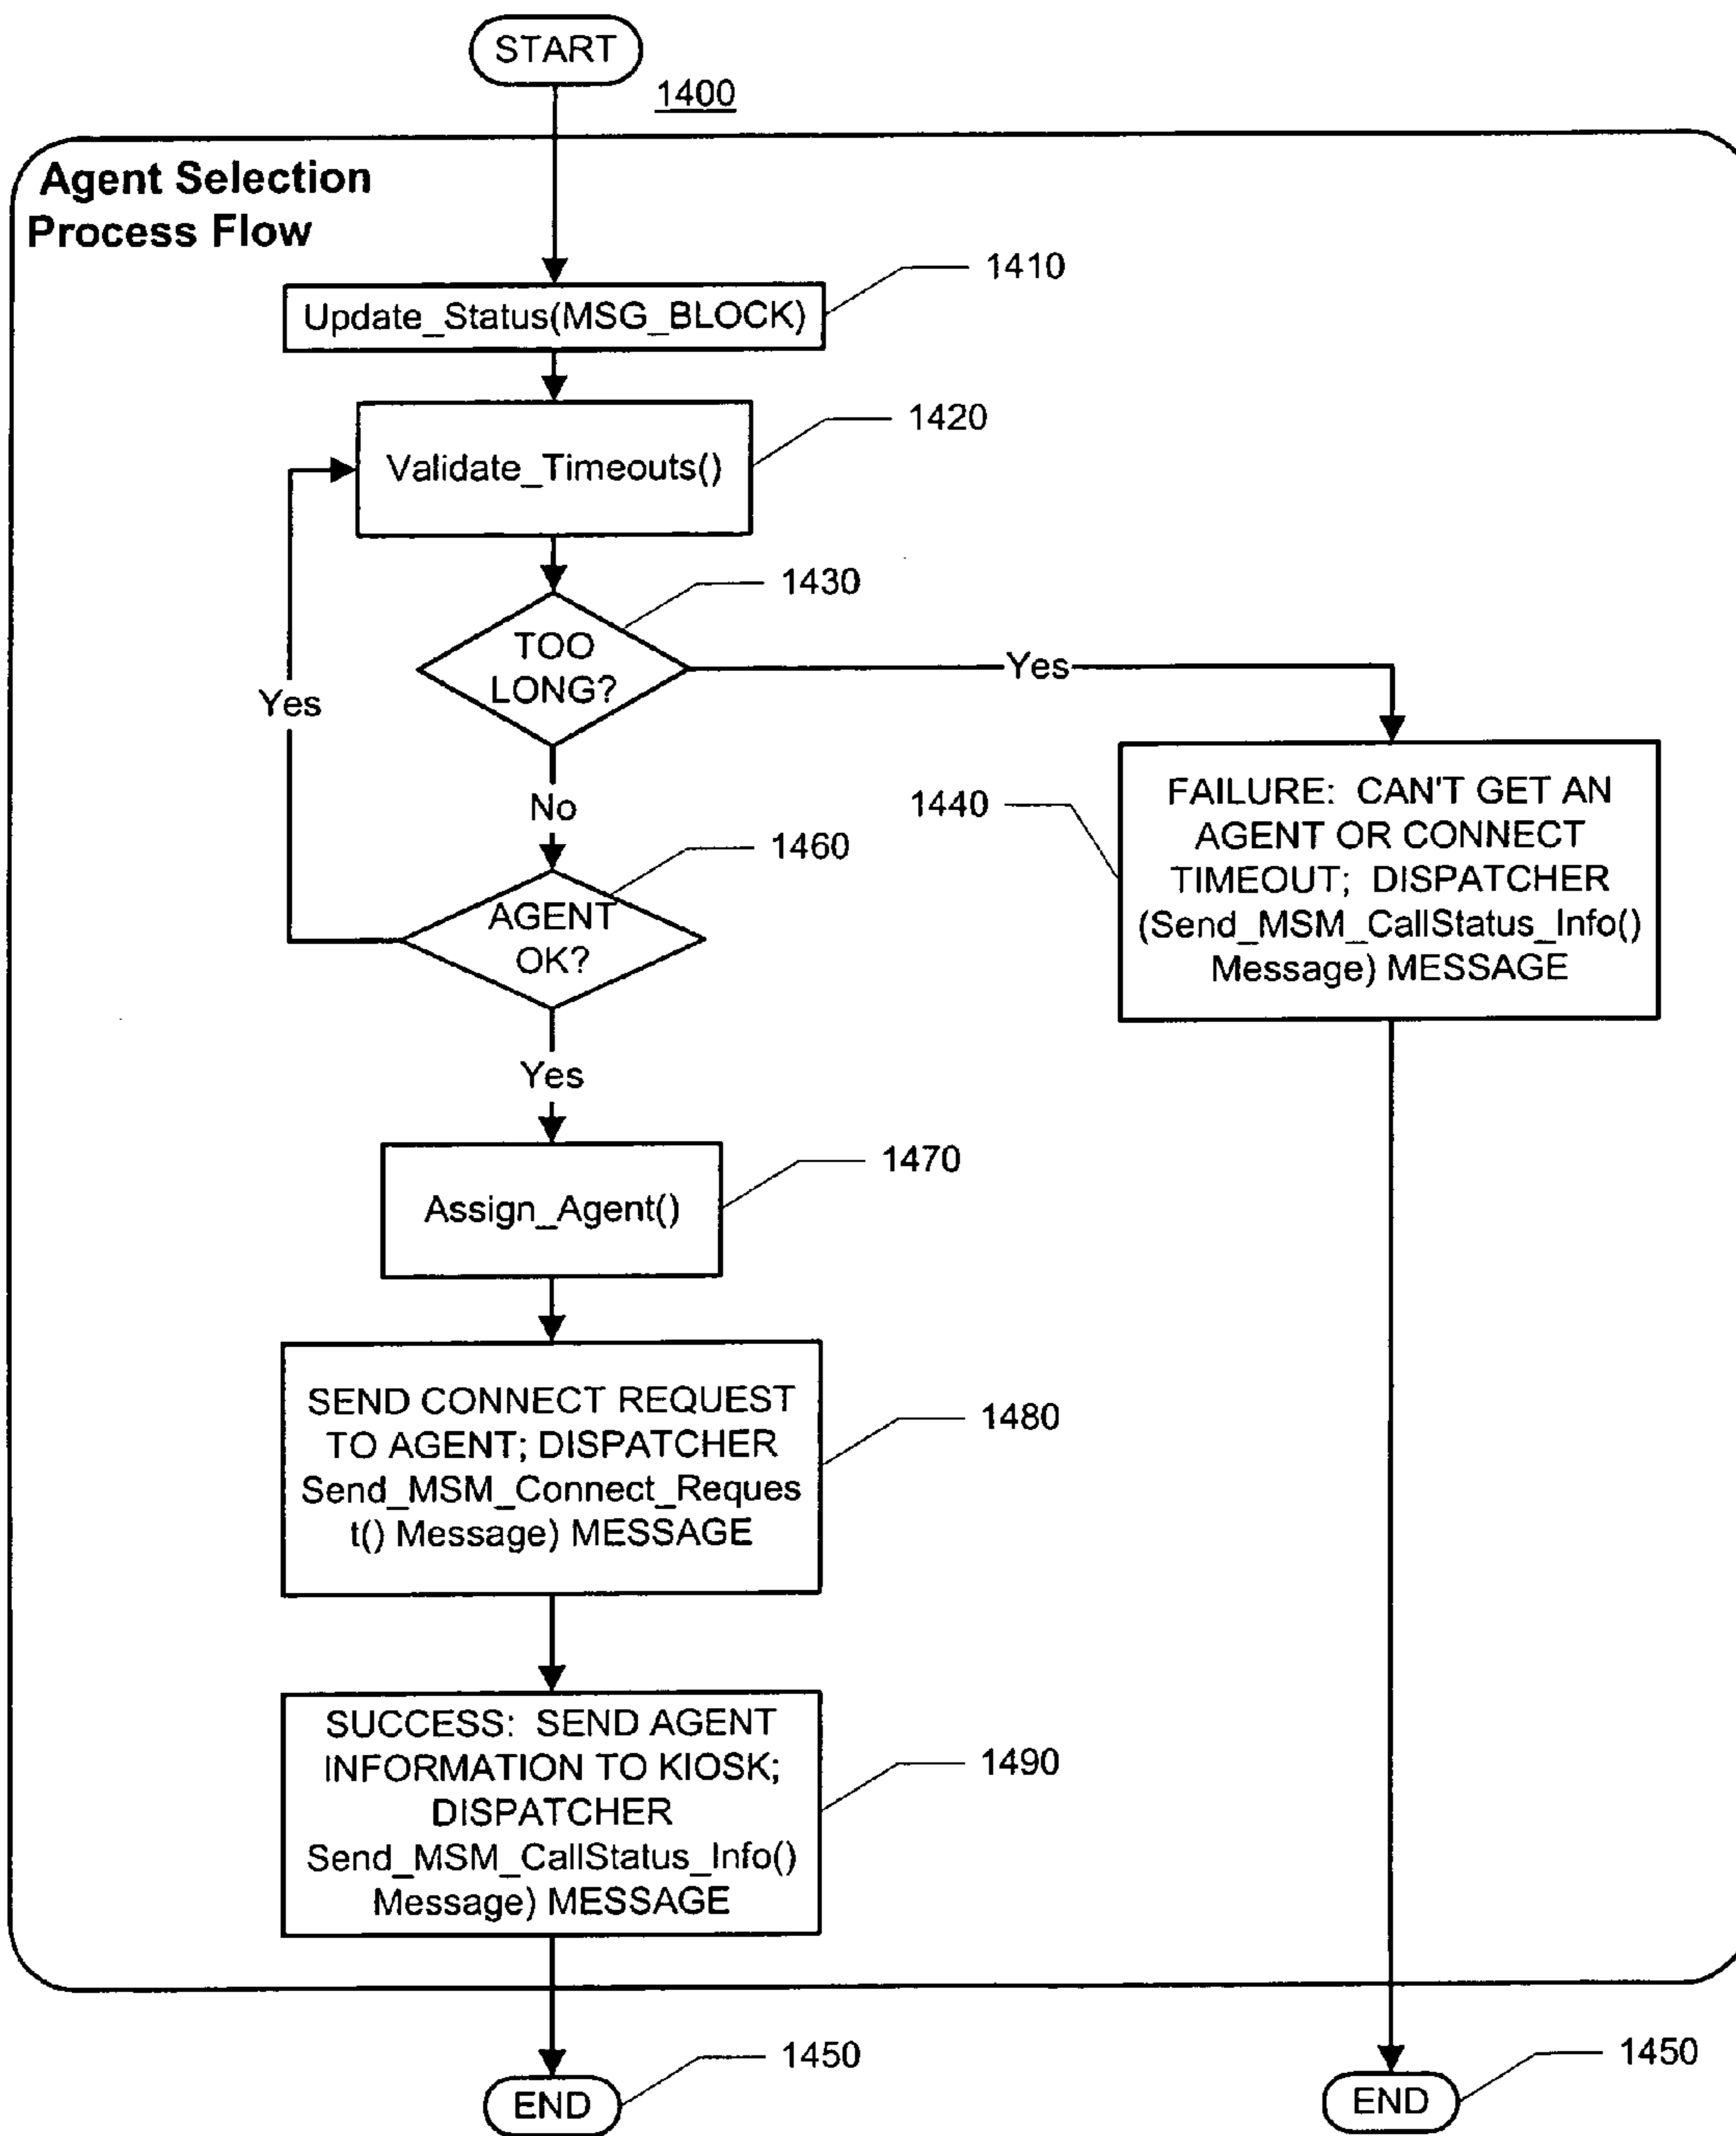 START
1400
Agent Selection
Process Flow
1410
Update_Status(MSG_BLOCK)
1420
Validate_Timeouts()
1430
TOO
LONG?
Yes
Yes
No
1440
FAILURE: CAN'T GET AN
AGENT OR CONNECT
TIMEOUT; DISPATCHER
(Send_MSM_CallStatus_Info()
Message) MESSAGE
1460
AGENT
OK?
Yes
1470
Assign_Agent()
SEND CONNECT REQUEST
TO AGENT; DISPATCHER
Send_MSM_Connect_Reques
t() Message) MESSAGE
1480
SUCCESS: SEND AGENT
INFORMATION TO KIOSK;
DISPATCHER
Send_MSM_CallStatus_Info()
Message) MESSAGE
1490
1450
END
1450
END